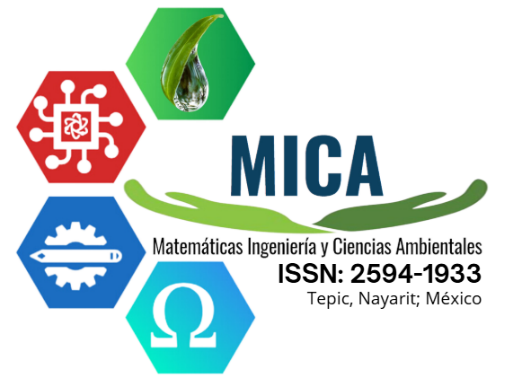 MICA
Matemáticas Ingeniería y Ciencias Ambientales
ISSN: 2594-1933
Tepic, Nayarit; México
Ω